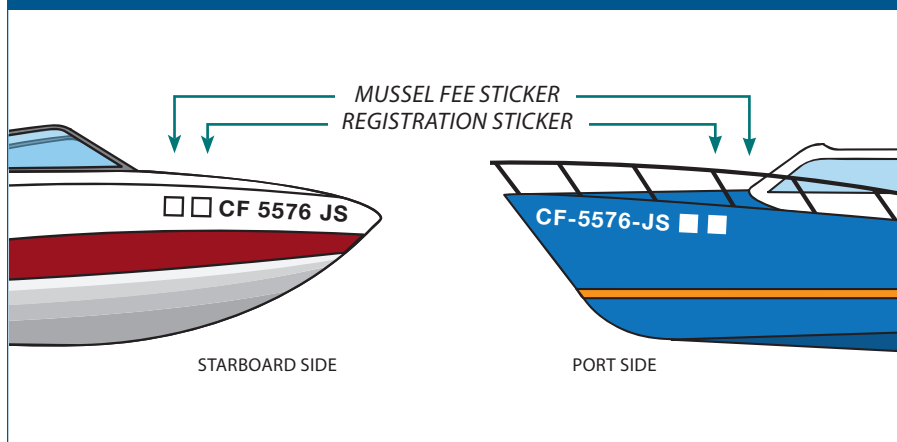 MUSSEL FEE STICKER
REGISTRATION STICKER
CF 5576 JS
CF-5576-JS
STARBOARD SIDE
PORT SIDE